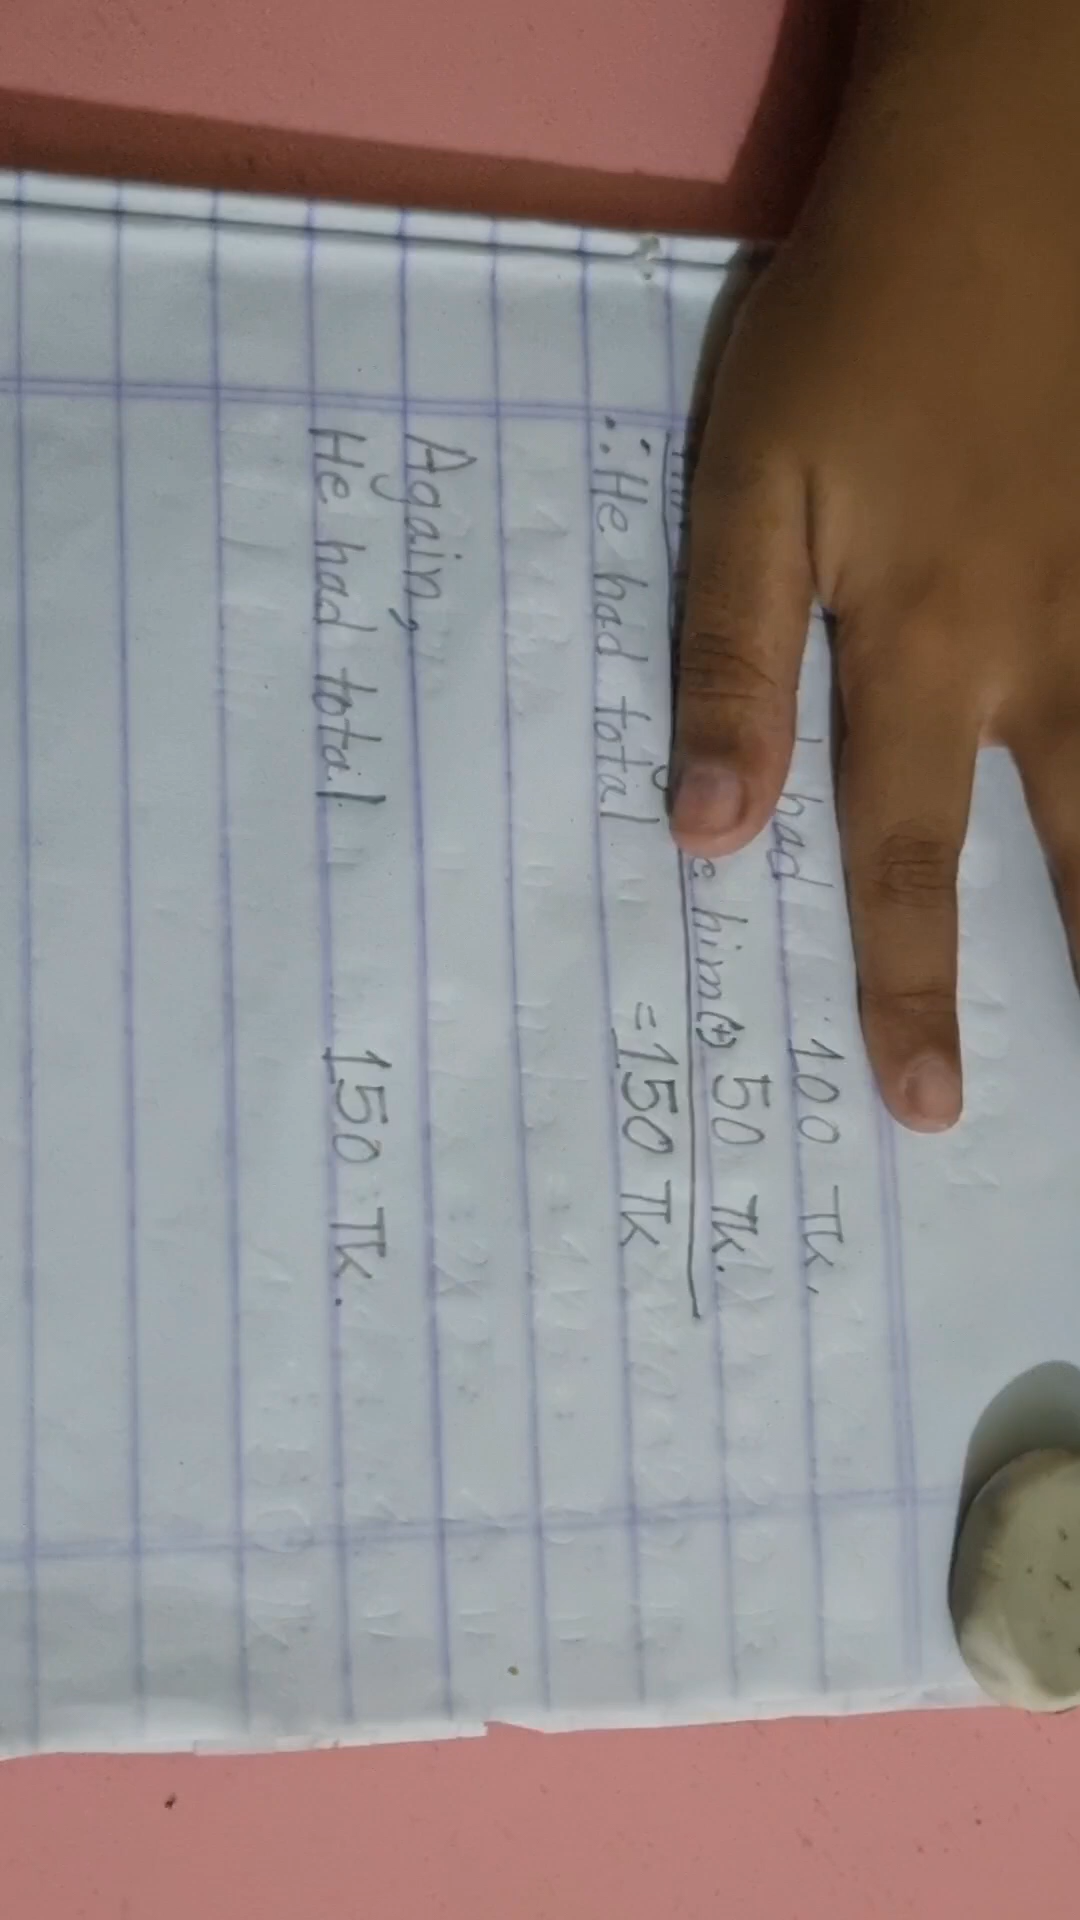 had 100 TK.
him (+) 50 TK.
∴ He had total = 150 TK
Again,
He had total 150 TK.